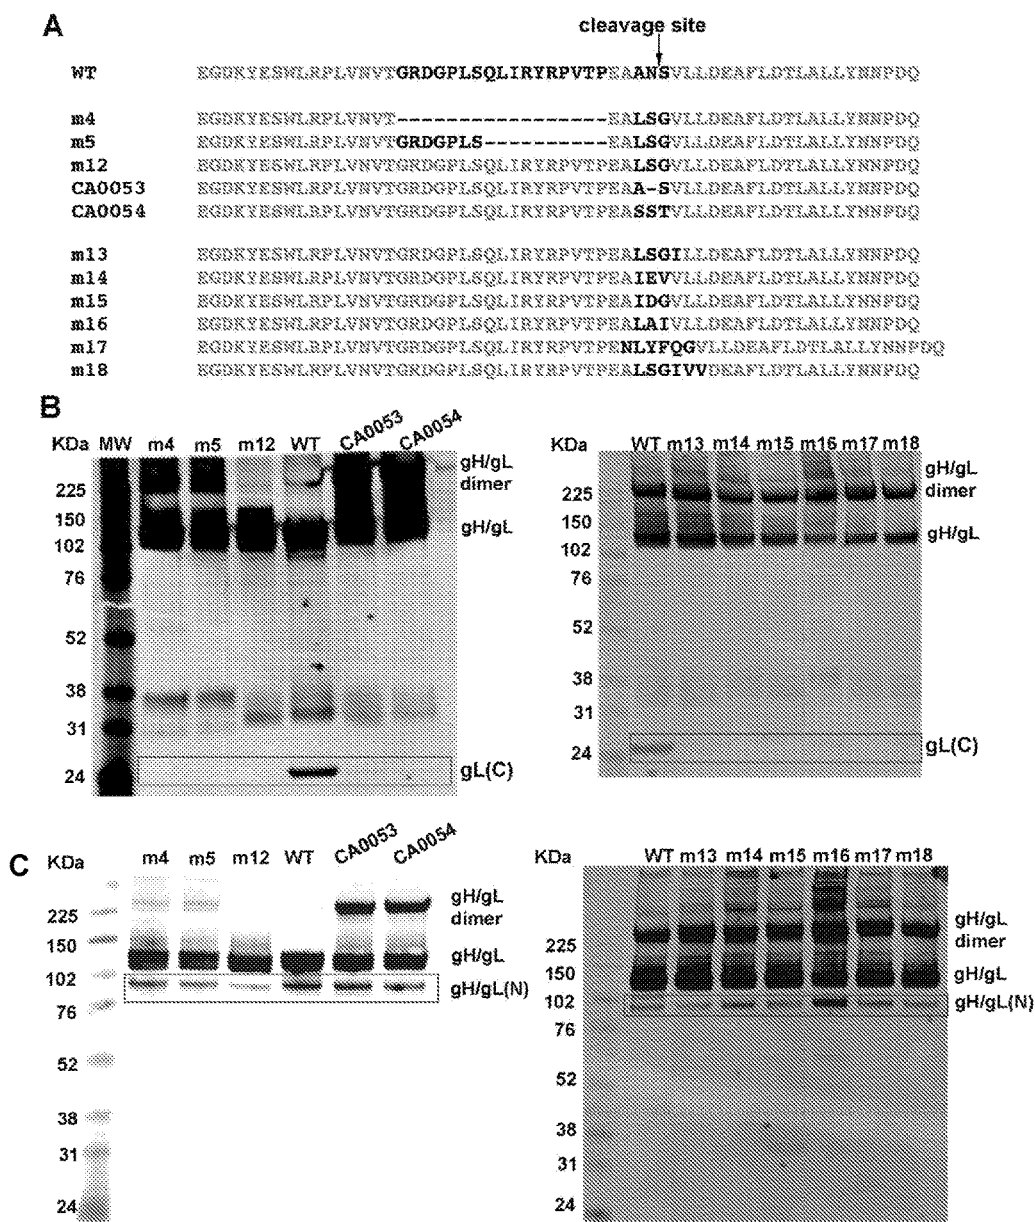 A
cleavage site
WT EGDKYESWLRPLVNVTGRDGPLSQLIRYRPVTPEAANSVLLDEAFLDTLALLYNNPDQ
m4 EGDKYESWLRPLVNVT-----------------EALSGVLLDEAFLDTLALLYNNPDQ
m5 EGDKYESWLRPLVNVTGRDGPLS----------EALSGVLLDEAFLDTLALLYNNPDQ
m12 EGDKYESWLRPLVNVTGRDGPLSQLIRYRPVTPEALSGVLLDEAFLDTLALLYNNPDQ
CA0053 EGDKYESWLRPLVNVTGRDGPLSQLIRYRPVTPEAA-SVLLDEAFLDTLALLYNNPDQ
CA0054 EGDKYESWLRPLVNVTGRDGPLSQLIRYRPVTPEASSTVLLDEAFLDTLALLYNNPDQ
m13 EGDKYESWLRPLVNVTGRDGPLSQLIRYRPVTPEALSGILLDEAFLDTLALLYNNPDQ
m14 EGDKYESWLRPLVNVTGRDGPLSQLIRYRPVTPEAIEVVLLDEAFLDTLALLYNNPDQ
m15 EGDKYESWLRPLVNVTGRDGPLSQLIRYRPVTPEAIDGVLLDEAFLDTLALLYNNPDQ
m16 EGDKYESWLRPLVNVTGRDGPLSQLIRYRPVTPEALAIVLLDEAFLDTLALLYNNPDQ
m17 EGDKYESWLRPLVNVTGRDGPLSQLIRYRPVTPENLYFQGVLLDEAFLDTLALLYNNPDQ
m18 EGDKYESWLRPLVNVTGRDGPLSQLIRYRPVTPEALSGIVVDEAFLDTLALLYNNPDQ
B
KDa MW m4 m5 m12 WT CA0053 CA0054
gH/gL
dimer
225
150
gH/gL
102
76
52
38
31
24
gL(C)
KDa WT m13 m14 m15 m16 m17 m18
gH/gL
dimer
225
150
gH/gL
102
76
52
38
31
24
gL(C)
C
KDa m4 m5 m12 WT CA0053 CA0054
gH/gL
dimer
225
150
gH/gL
102
gH/gL(N)
76
52
38
31
24
KDa WT m13 m14 m15 m16 m17 m18
gH/gL
dimer
225
150
gH/gL
102
gH/gL(N)
76
52
38
31
24